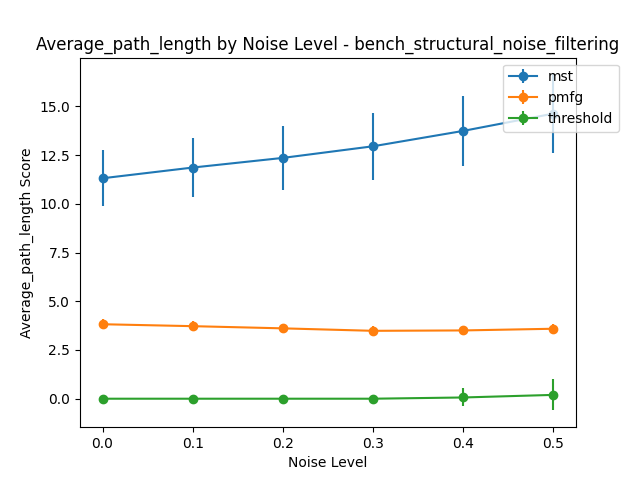 Average_path_length by Noise Level - bench_structural_noise_filtering
mst
pmfg
threshold
Average_path_length Score
15.0
12.5
10.0
7.5
5.0
2.5
0.0
0.0 0.1 0.2 0.3 0.4 0.5
Noise Level